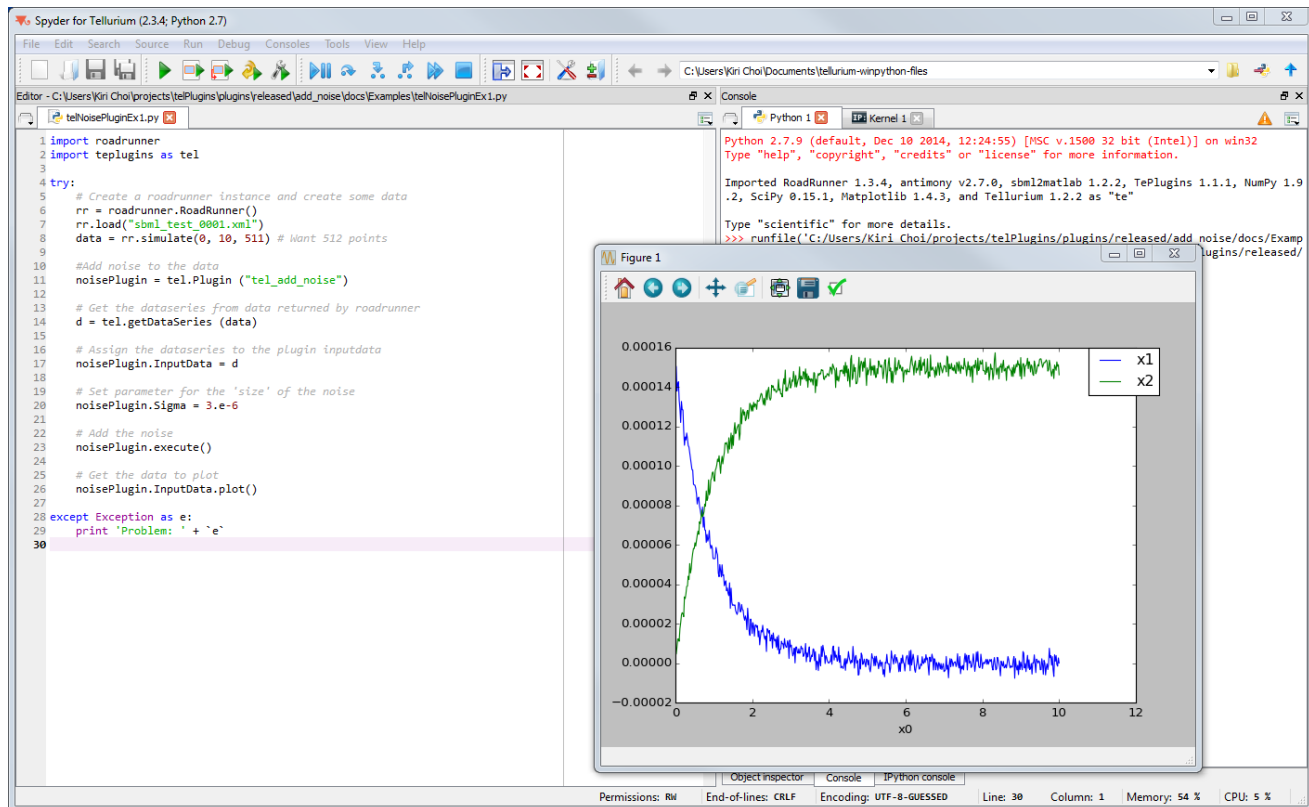 Spyder for Tellurium (2.3.4; Python 2.7)
File Edit Search Source Run Debug Consoles Tools View Help
C:\Users\Kiri Choi\Documents\tellurium-winpython-files
Editor - C:\Users\Kiri Choi\projects\telPlugins\plugins\released\add_noise\docs\Examples\telNoisePluginEx1.py
telNoisePluginEx1.py
1 import roadrunner
2 import teplugins as tel
3
4 try:
5     # Create a roadrunner instance and create some data
6     rr = roadrunner.RoadRunner()
7     rr.load("sbml_test_0001.xml")
8     data = rr.simulate(0, 10, 511) # Want 512 points
9
10     #Add noise to the data
11     noisePlugin = tel.Plugin ("tel_add_noise")
12
13     # Get the dataseries from data returned by roadrunner
14     d = tel.getDataSeries (data)
15
16     # Assign the dataseries to the plugin inputdata
17     noisePlugin.InputData = d
18
19     # Set parameter for the 'size' of the noise
20     noisePlugin.Sigma = 3.e-6
21
22     # Add the noise
23     noisePlugin.execute()
24
25     # Get the data to plot
26     noisePlugin.InputData.plot()
27
28 except Exception as e:
29     print 'Problem: ' + `e`
30
Console
Python 1
IP: Kernel 1
Python 2.7.9 (default, Dec 10 2014, 12:24:55) [MSC v.1500 32 bit (Intel)] on win32
Type "help", "copyright", "credits" or "license" for more information.
Imported RoadRunner 1.3.4, antimony v2.7.0, sbml2matlab 1.2.2, TePlugins 1.1.1, NumPy 1.9
.2, SciPy 0.15.1, Matplotlib 1.4.3, and Tellurium 1.2.2 as "te"
Type "scientific" for more details.
>>> runfile('C:/Users/Kiri Choi/projects/telPlugins/plugins/released/add_noise/docs/Examp
lugins/released/
Figure 1
x1
x2
0.00016
0.00014
0.00012
0.00010
0.00008
0.00006
0.00004
0.00002
0.00000
−0.00002
0 2 4 6 8 10 12
x0
Object inspector Console IPython console
Permissions: RW End-of-lines: CRLF Encoding: UTF-8-GUESSED Line: 30 Column: 1 Memory: 54 % CPU: 5 %